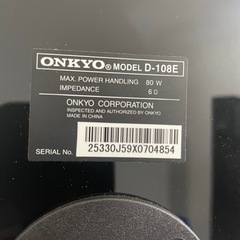 ONKYO® MODEL D-108E
MAX. POWER HANDLING 80 W
IMPEDANCE 6Ω
ONKYO CORPORATION
INSPECTED AND AUTHORIZED BY ONKYO
MADE IN CHINA
SERIAL No. 25330J59X0704854